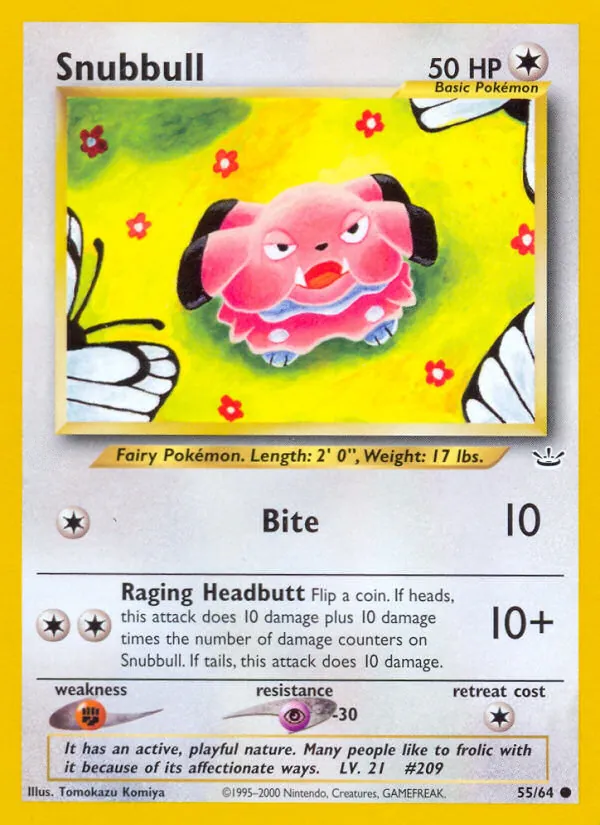 Snubbull
50 HP
Basic Pokémon
Fairy Pokémon. Length: 2' 0", Weight: 17 lbs.
Bite 10
Raging Headbutt Flip a coin. If heads,
this attack does 10 damage plus 10 damage
times the number of damage counters on
Snubbull. If tails, this attack does 10 damage.
10+
weakness resistance retreat cost
-30
It has an active, playful nature. Many people like to frolic with
it because of its affectionate ways. LV. 21 #209
Illus. Tomokazu Komiya ©1995-2000 Nintendo, Creatures, GAMEFREAK. 55/64